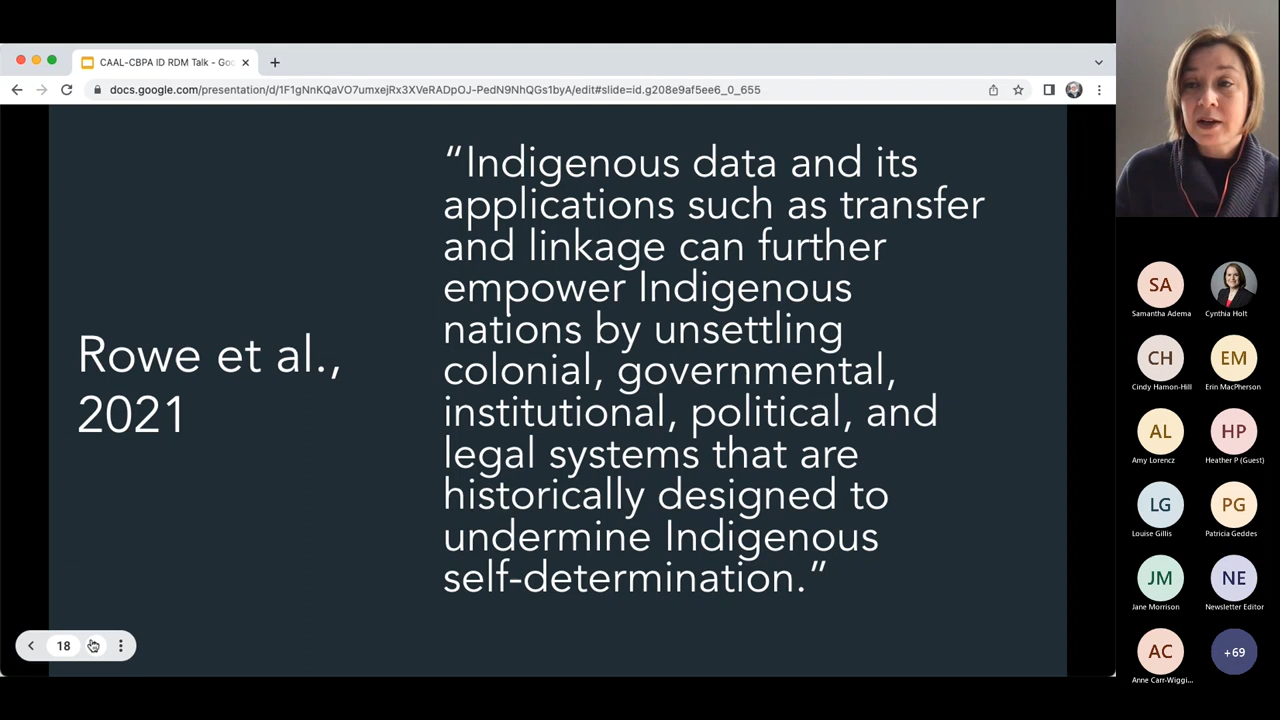 CAAL-CBPA ID RDM Talk - Goo
docs.google.com/presentation/d/1F1gNnKQaVO7umxejRx3XVeRADpOJ-PedN9NhQGs1byA/edit#slide=id.g208e9af5ee6_0_655
Rowe et al.,
2021
“Indigenous data and its
applications such as transfer
and linkage can further
empower Indigenous
nations by unsettling
colonial, governmental,
institutional, political, and
legal systems that are
historically designed to
undermine Indigenous
self-determination.”
18
SA
Samantha Adema
Cynthia Holt
CH
Cindy Hamon-Hill
EM
Erin MacPherson
AL
Amy Lorencz
HP
Heather P (Guest)
LG
Louise Gillis
PG
Patricia Geddes
JM
Jane Morrison
NE
Newsletter Editor
AC
Anne Carr-Wiggi...
+69